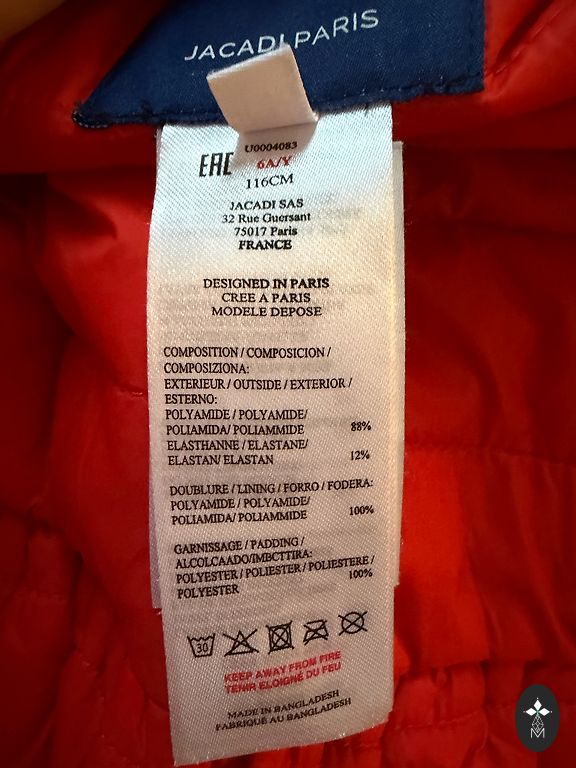 JACADI PARIS
EAC
U0004083
6A/Y
116CM
JACADI SAS
32 Rue Guersant
75017 Paris
FRANCE
DESIGNED IN PARIS
CREE A PARIS
MODELE DEPOSE
COMPOSITION / COMPOSICION /
COMPOSIZIONA:
EXTERIEUR / OUTSIDE / EXTERIOR /
ESTERNO:
POLYAMIDE / POLYAMIDE/
POLIAMIDA/ POLIAMMIDE 88%
ELASTHANNE / ELASTANE/
ELASTAN/ ELASTAN 12%
DOUBLURE / LINING / FORRO / FODERA:
POLYAMIDE / POLYAMIDE/
POLIAMIDA/ POLIAMMIDE 100%
GARNISSAGE / PADDING /
ALCOLCAADO/IMBCTTIRA:
POLYESTER / POLIESTER / POLIESTERE /
POLYESTER 100%
30
KEEP AWAY FROM FIRE
TENIR ELOIGNÉ DU FEU
MADE IN BANGLADESH
FABRIQUE AU BANGLADESH
M